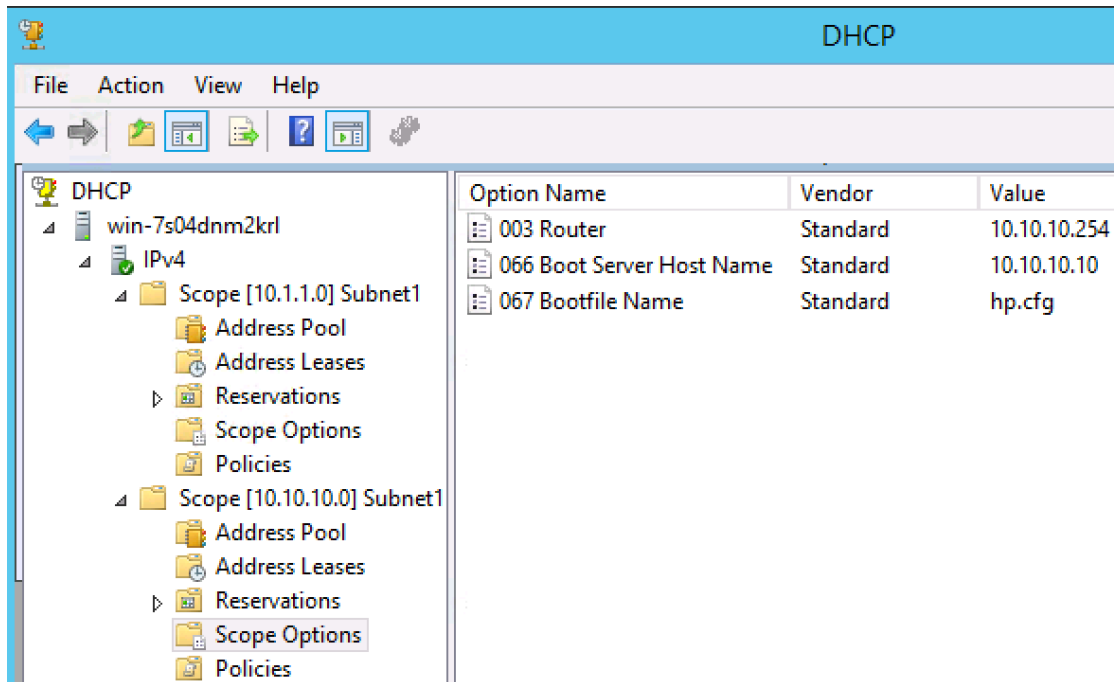 DHCP
File Action View Help
DHCP
win-7s04dnm2krl
IPv4
Scope [10.1.1.0] Subnet1
Address Pool
Address Leases
Reservations
Scope Options
Policies
Scope [10.10.10.0] Subnet1
Address Pool
Address Leases
Reservations
Scope Options
Policies
Option Name Vendor Value
003 Router Standard 10.10.10.254
066 Boot Server Host Name Standard 10.10.10.10
067 Bootfile Name Standard hp.cfg